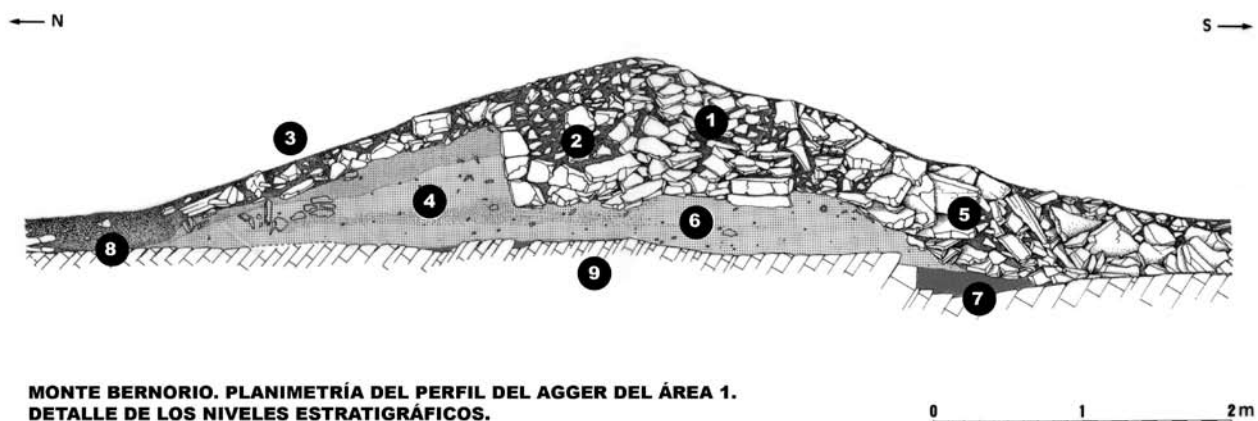 N S
1
3 2
4 6 5
8 9 7
MONTE BERNORIO. PLANIMETRÍA DEL PERFIL DEL AGGER DEL ÁREA 1.
DETALLE DE LOS NIVELES ESTRATIGRÁFICOS.
0 1 2 m